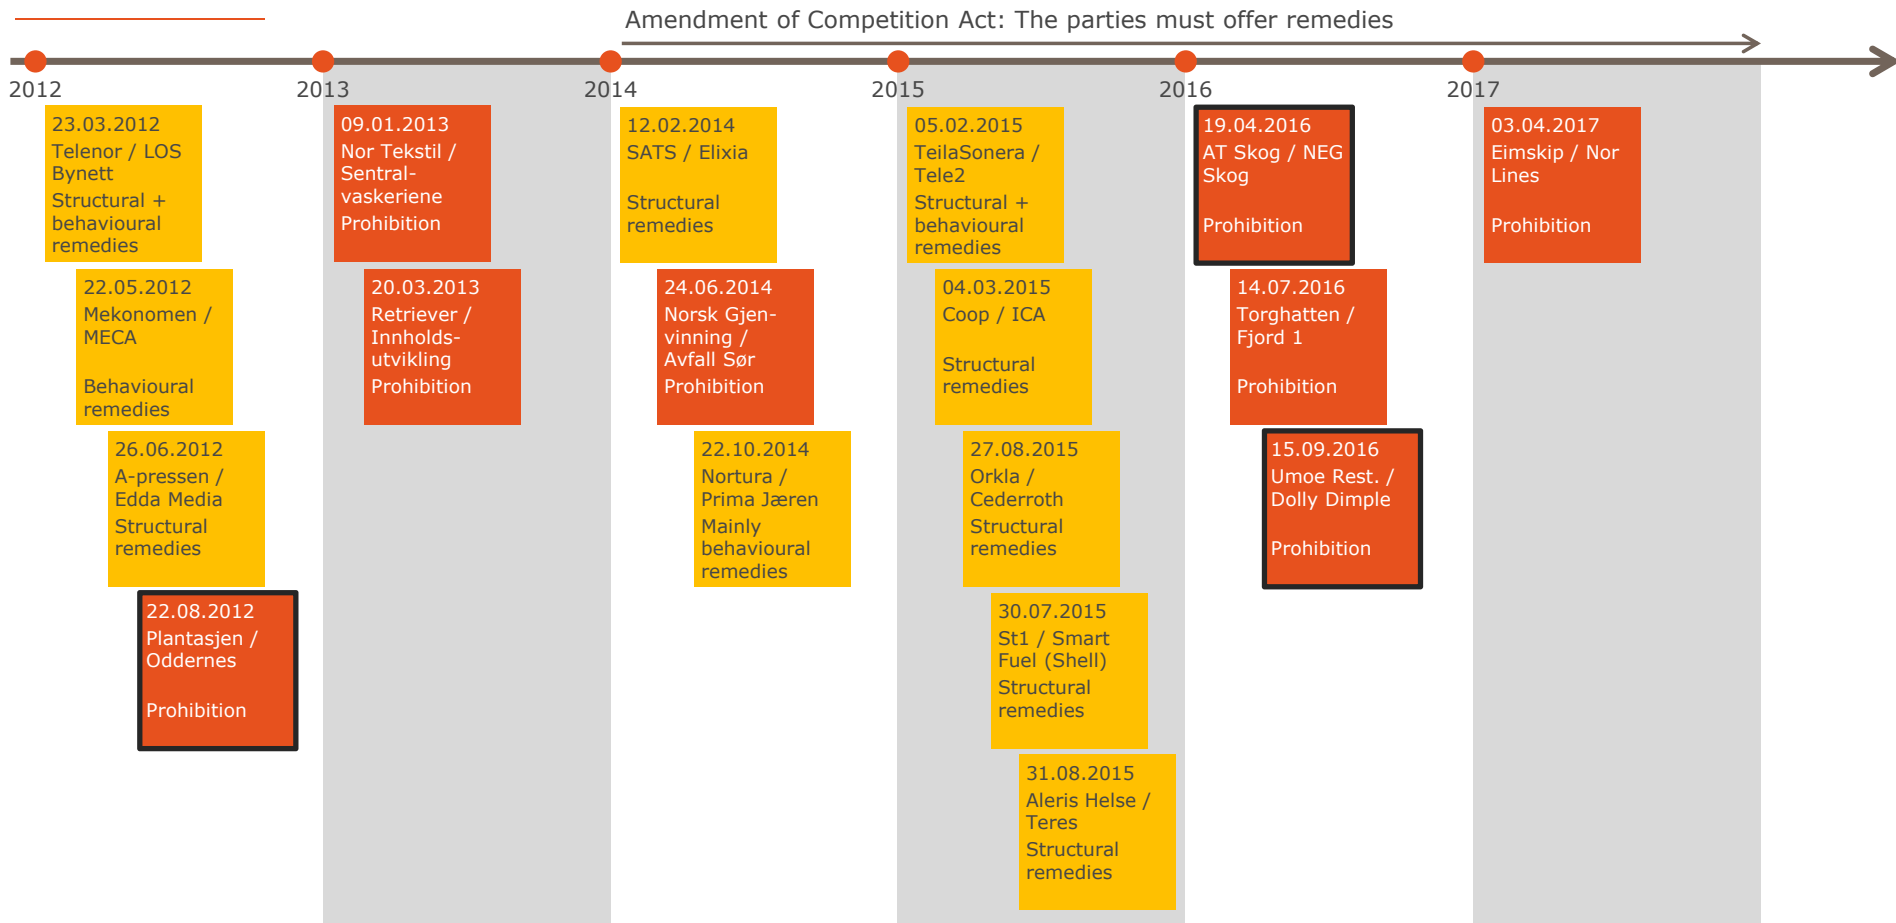 Amendment of Competition Act: The parties must offer remedies
2012
2013
2014
2015
2016
2017
23.03.2012
Telenor / LOS
Bynett
Structural +
behavioural
remedies
22.05.2012
Mekonomen /
MECA
Behavioural
remedies
26.06.2012
A-pressen /
Edda Media
Structural
remedies
22.08.2012
Plantasjen /
Oddernes
Prohibition
09.01.2013
Nor Tekstil /
Sentral-
vaskeriene
Prohibition
20.03.2013
Retriever /
Innholds-
utvikling
Prohibition
12.02.2014
SATS / Elixia
Structural
remedies
24.06.2014
Norsk Gjen-
vinning /
Avfall Sør
Prohibition
22.10.2014
Nortura /
Prima Jæren
Mainly
behavioural
remedies
05.02.2015
TeilaSonera /
Tele2
Structural +
behavioural
remedies
04.03.2015
Coop / ICA
Structural
remedies
27.08.2015
Orkla /
Cederroth
Structural
remedies
30.07.2015
St1 / Smart
Fuel (Shell)
Structural
remedies
31.08.2015
Aleris Helse /
Teres
Structural
remedies
19.04.2016
AT Skog / NEG
Skog
Prohibition
14.07.2016
Torghatten /
Fjord 1
Prohibition
15.09.2016
Umoe Rest. /
Dolly Dimple
Prohibition
03.04.2017
Eimskip / Nor
Lines
Prohibition